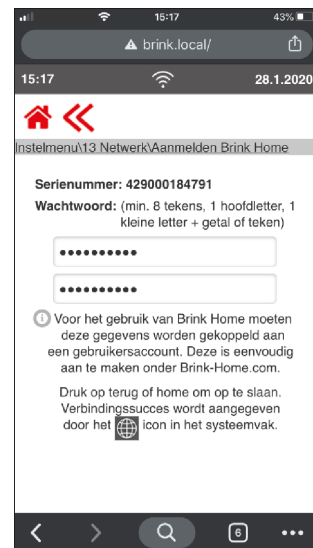 15:17
43%
brink.local/
15:17
28.1.2020
Instelmenu\13 Netwerk\Aanmelden Brink Home
Serienummer: 429000184791
Wachtwoord: (min. 8 tekens, 1 hoofdletter, 1
kleine letter + getal of teken)
••••••••••
••••••••••
Voor het gebruik van Brink Home moeten
deze gegevens worden gekoppeld aan
een gebruikersaccount. Deze is eenvoudig
aan te maken onder Brink-Home.com.
Druk op terug of home om op te slaan.
Verbindingssucces wordt aangegeven
door het icon in het systeemvak.
6